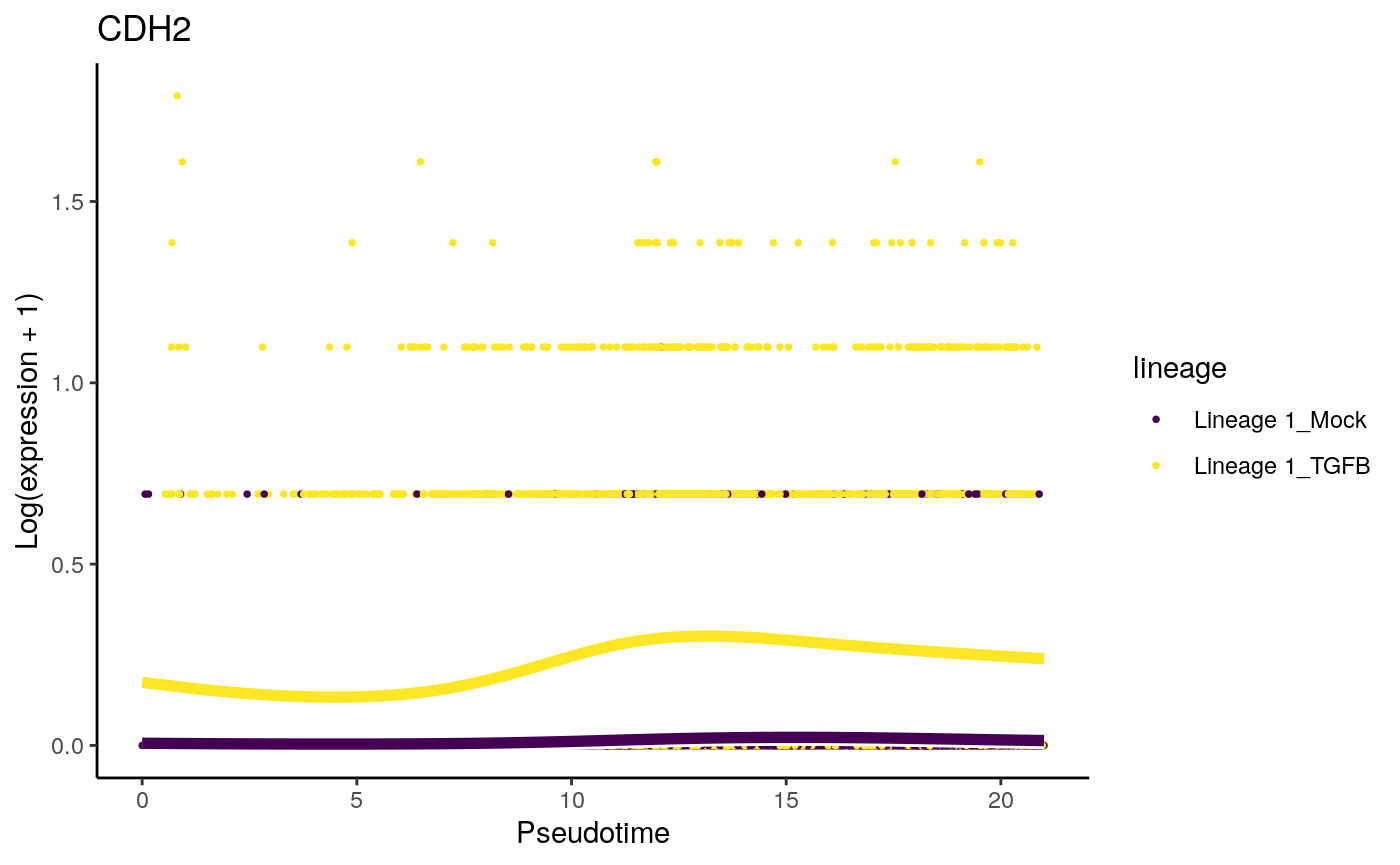 CDH2
Log(expression + 1)
1.5
1.0
0.5
0.0
0 5 10 15 20
Pseudotime
lineage
Lineage 1_Mock
Lineage 1_TGFB